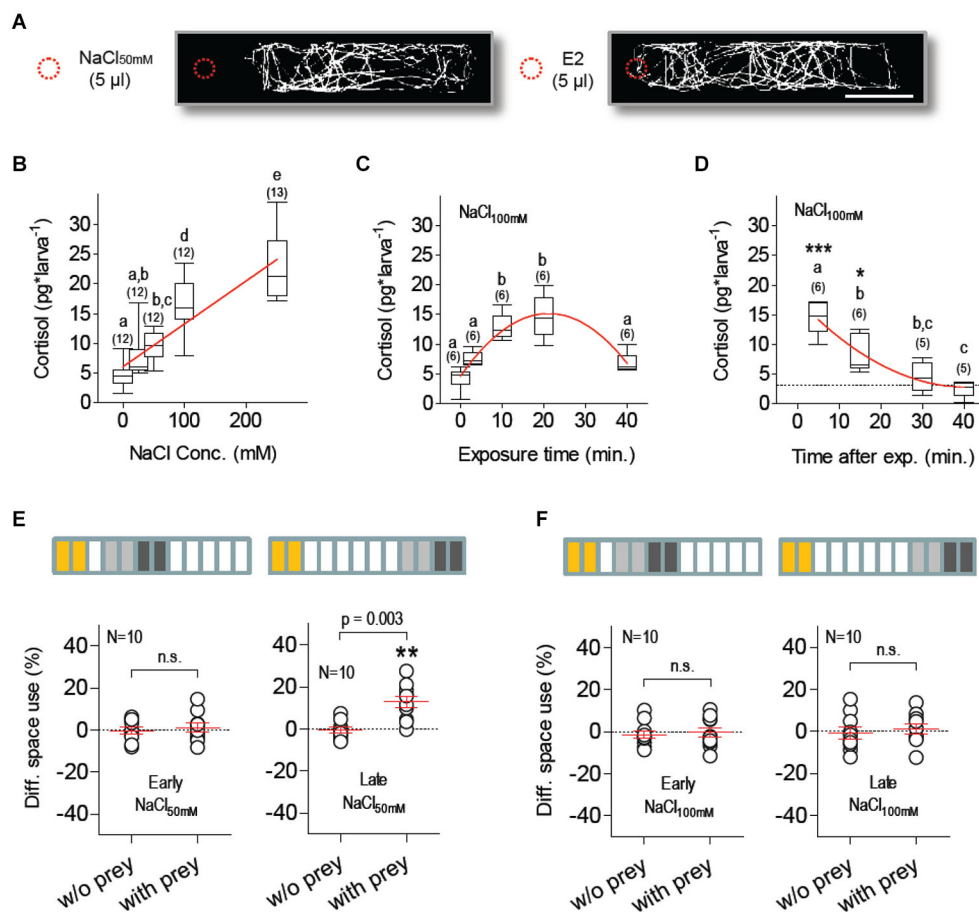 A
NaCl50mM
(5 µl)
E2
(5 µl)
B
Cortisol (pg*larva-1)
35
30
25
20
15
10
5
0
a
(12)
a,b
(12)
b,c
(12)
d
(12)
e
(13)
0
100
200
NaCl Conc. (mM)
C
NaCl100mM
Cortisol (pg*larva-1)
30
25
20
15
10
5
0
a
(6)
a
(6)
b
(6)
b
(6)
a
(6)
0
10
20
30
40
Exposure time (min.)
D
NaCl100mM
Cortisol (pg*larva-1)
30
25
20
15
10
5
0
***
a
(6)
*
b
(6)
b,c
(5)
c
(5)
0
10
20
30
40
Time after exp. (min.)
E
Diff. space use (%)
40
20
0
-20
-40
N=10
n.s.
Early
NaCl50mM
w/o prey
with prey
40
20
0
-20
-40
p = 0.003
N=10
**
Late
NaCl50mM
w/o prey
with prey
F
Diff. space use (%)
40
20
0
-20
-40
N=10
n.s.
Early
NaCl100mM
w/o prey
with prey
40
20
0
-20
-40
N=10
n.s.
Late
NaCl100mM
w/o prey
with prey